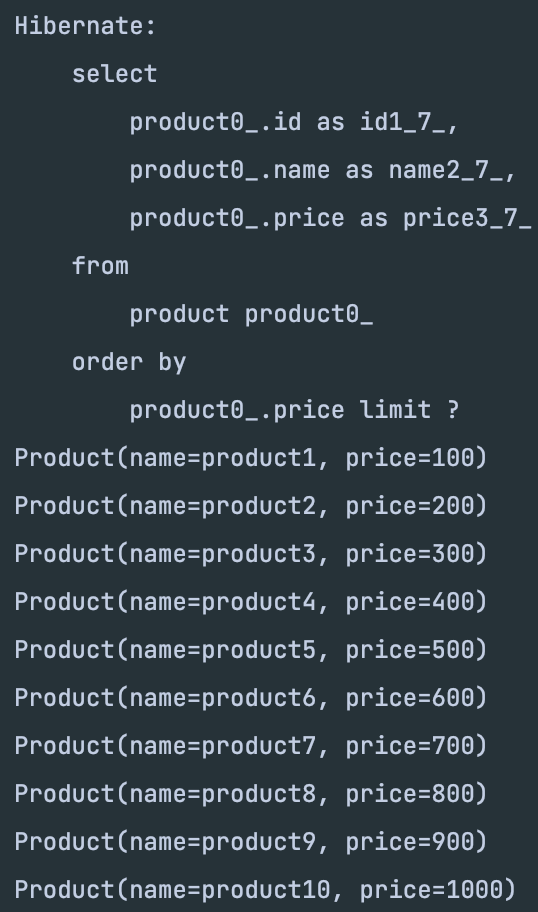 Hibernate:
    select
        product0_.id as id1_7_,
        product0_.name as name2_7_,
        product0_.price as price3_7_
    from
        product product0_
    order by
        product0_.price limit ?
Product(name=product1, price=100)
Product(name=product2, price=200)
Product(name=product3, price=300)
Product(name=product4, price=400)
Product(name=product5, price=500)
Product(name=product6, price=600)
Product(name=product7, price=700)
Product(name=product8, price=800)
Product(name=product9, price=900)
Product(name=product10, price=1000)